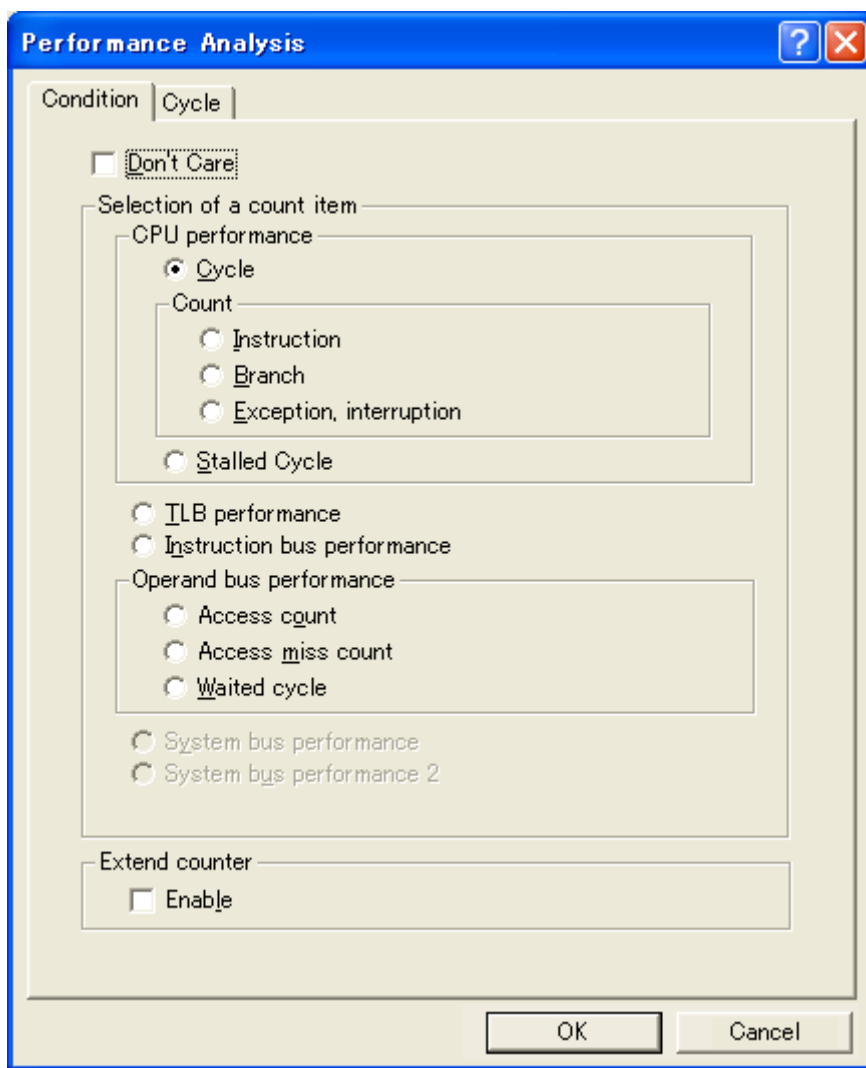 Performance Analysis
Condition Cycle
Don't Care
Selection of a count item
CPU performance
Cycle
Count
Instruction
Branch
Exception, interruption
Stalled Cycle
TLB performance
Instruction bus performance
Operand bus performance
Access count
Access miss count
Waited cycle
System bus performance
System bus performance 2
Extend counter
Enable
OK Cancel